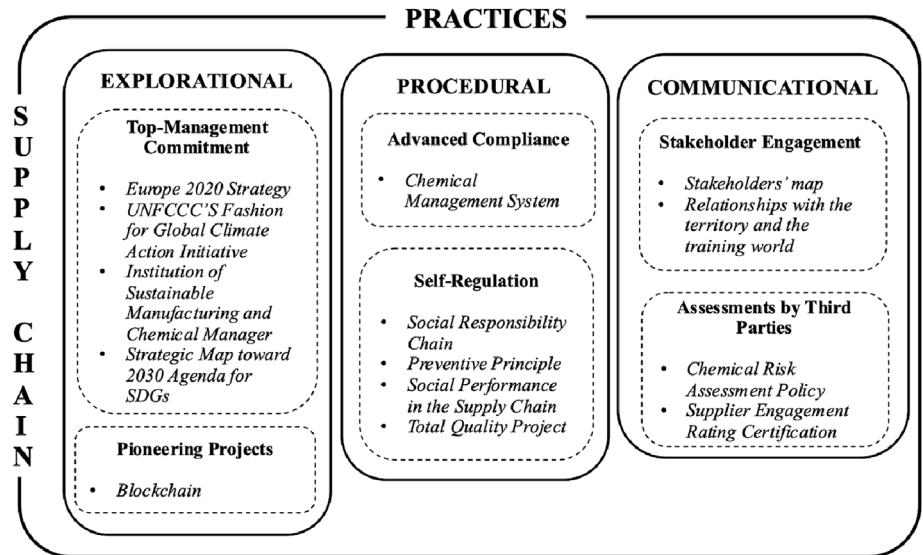 PRACTICES
SUPPLY CHAIN
EXPLORATIONAL
Top-Management
Commitment
• Europe 2020 Strategy
• UNFCCC'S Fashion
for Global Climate
Action Initiative
• Institution of
Sustainable
Manufacturing and
Chemical Manager
• Strategic Map toward
2030 Agenda for
SDGs
Pioneering Projects
• Blockchain
PROCEDURAL
Advanced Compliance
• Chemical
Management System
Self-Regulation
• Social Responsibility
Chain
• Preventive Principle
• Social Performance
in the Supply Chain
• Total Quality Project
COMMUNICATIONAL
Stakeholder Engagement
• Stakeholders' map
• Relationships with the
territory and the
training world
Assessments by Third
Parties
• Chemical Risk
Assessment Policy
• Supplier Engagement
Rating Certification